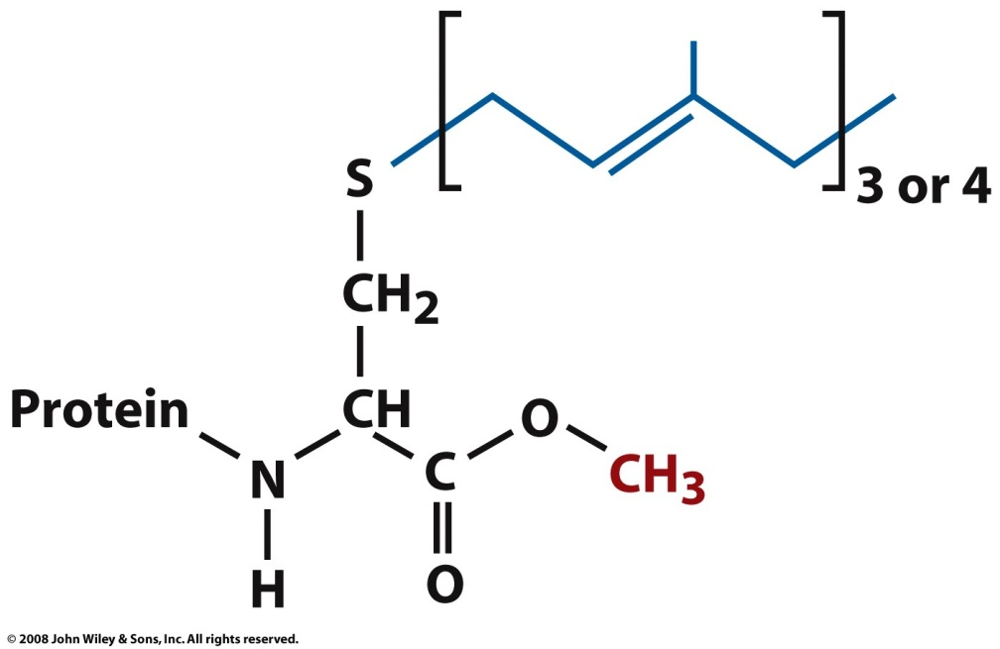 S
3 or 4
CH2
Protein
CH
O
N
C
CH3
H
O
© 2008 John Wiley & Sons, Inc. All rights reserved.